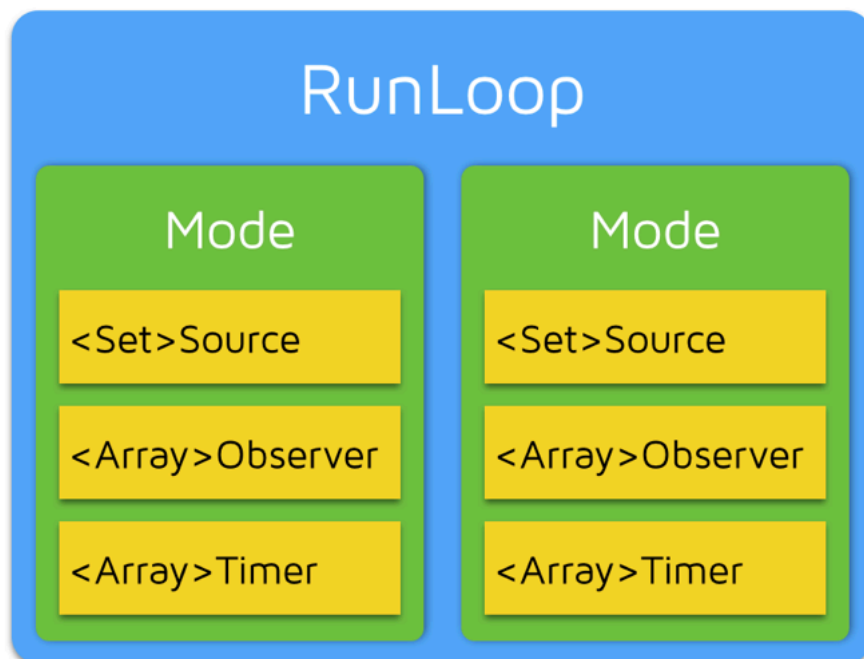 RunLoop
Mode
<Set>Source
<Array>Observer
<Array>Timer
Mode
<Set>Source
<Array>Observer
<Array>Timer